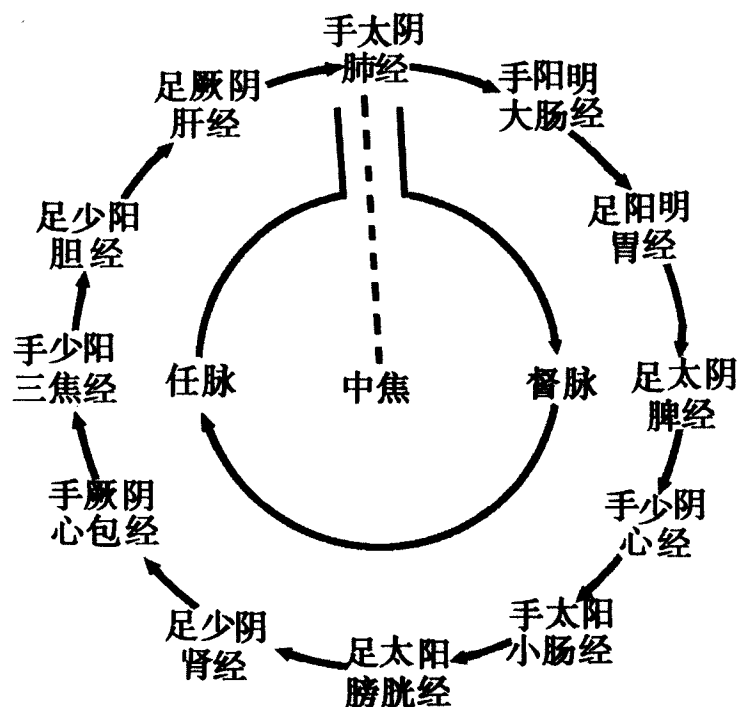 手太阴
肺经
手阳明
大肠经
足阳明
胃经
足太阴
脾经
手少阴
心经
手太阳
小肠经
足太阳
膀胱经
足少阴
肾经
手厥阴
心包经
手少阳
三焦经
足少阳
胆经
足厥阴
肝经
任脉
中焦
督脉